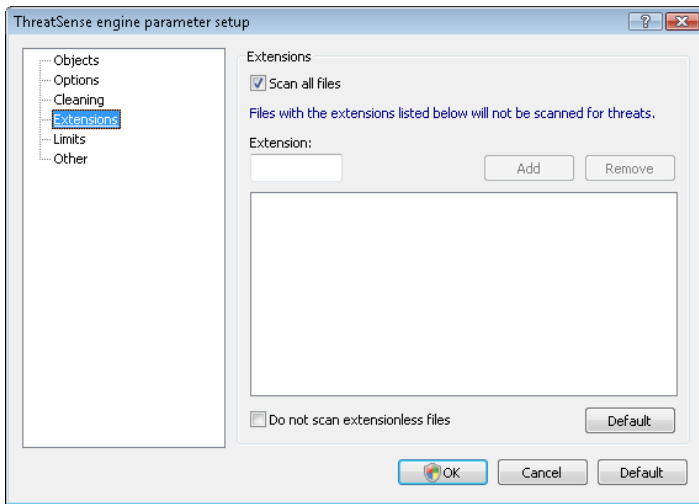 ThreatSense engine parameter setup
Objects
Options
Cleaning
Extensions
Limits
Other
Extensions
Scan all files
Files with the extensions listed below will not be scanned for threats.
Extension:
Add
Remove
Do not scan extensionless files
Default
OK
Cancel
Default